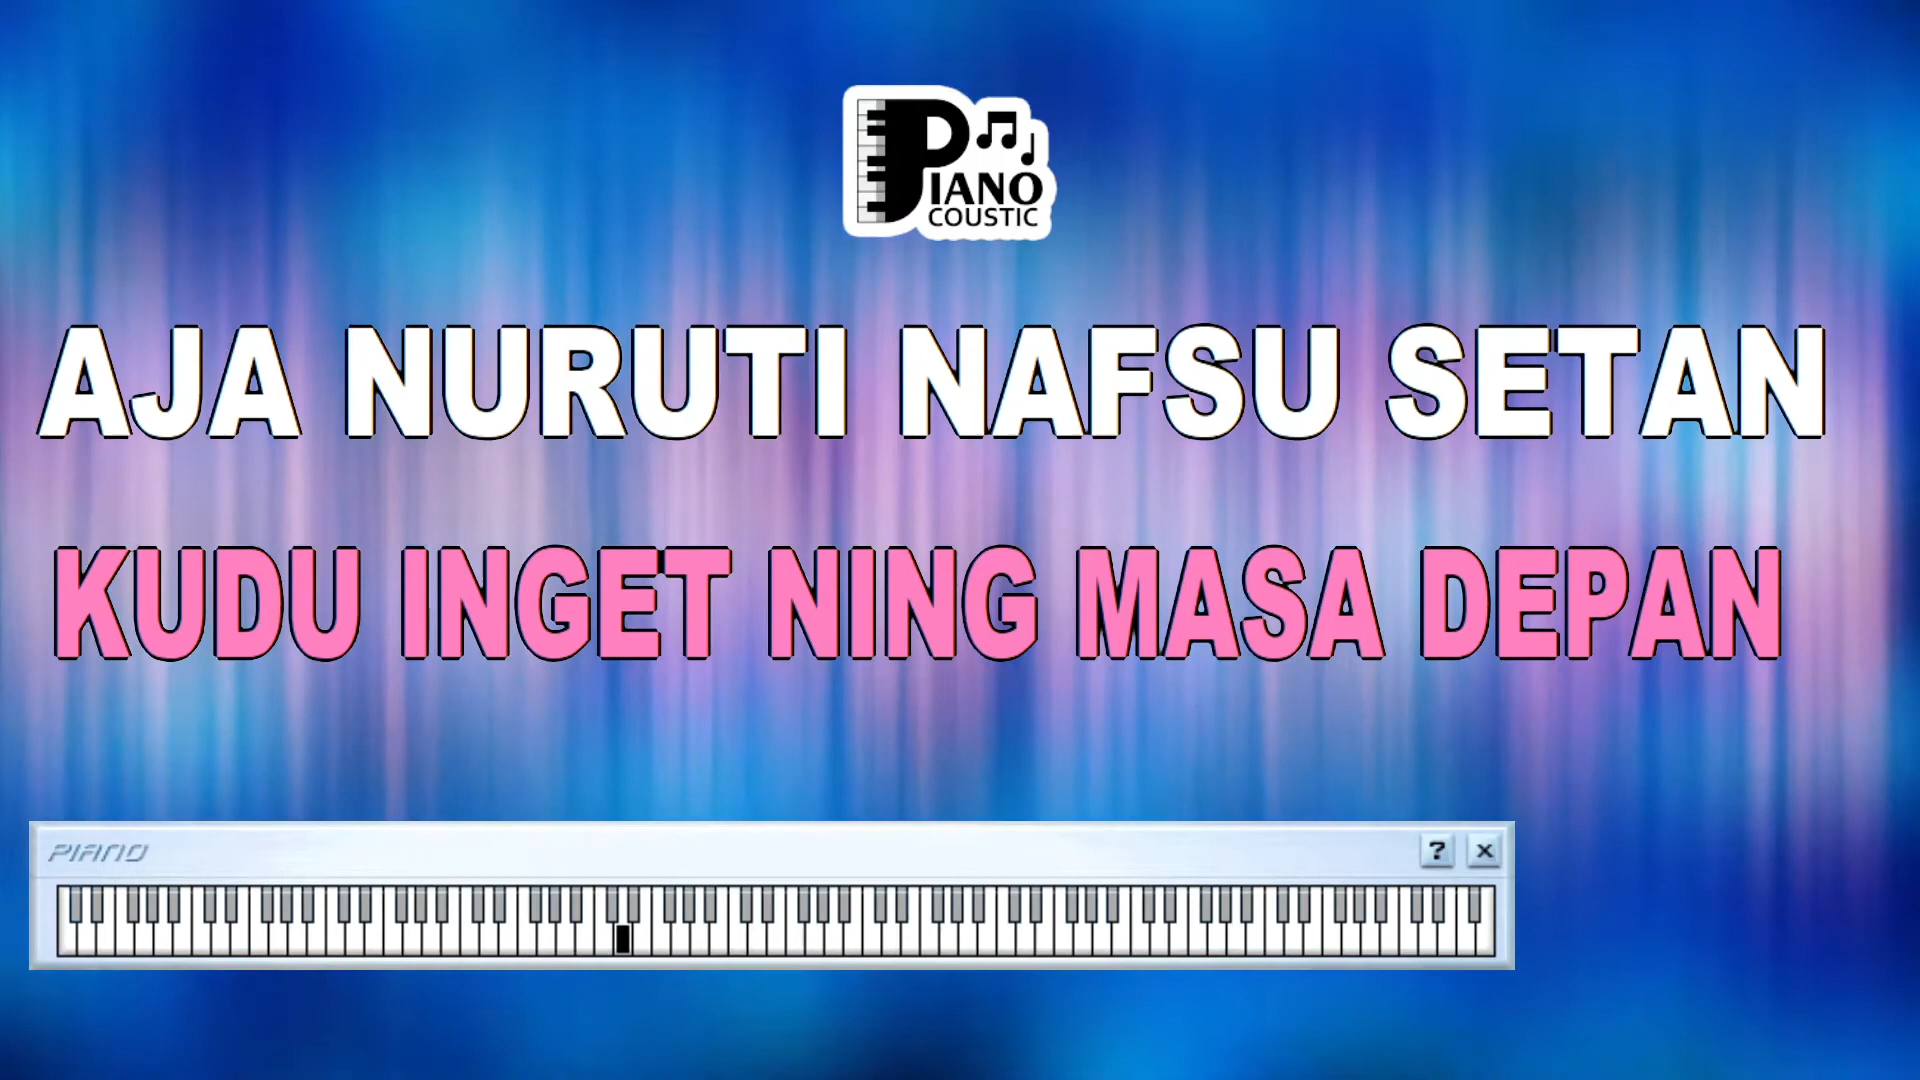 PIANO
COUSTIC
AJA NURUTI NAFSU SETAN
KUDU INGET NING MASA DEPAN
PIANO
?
x